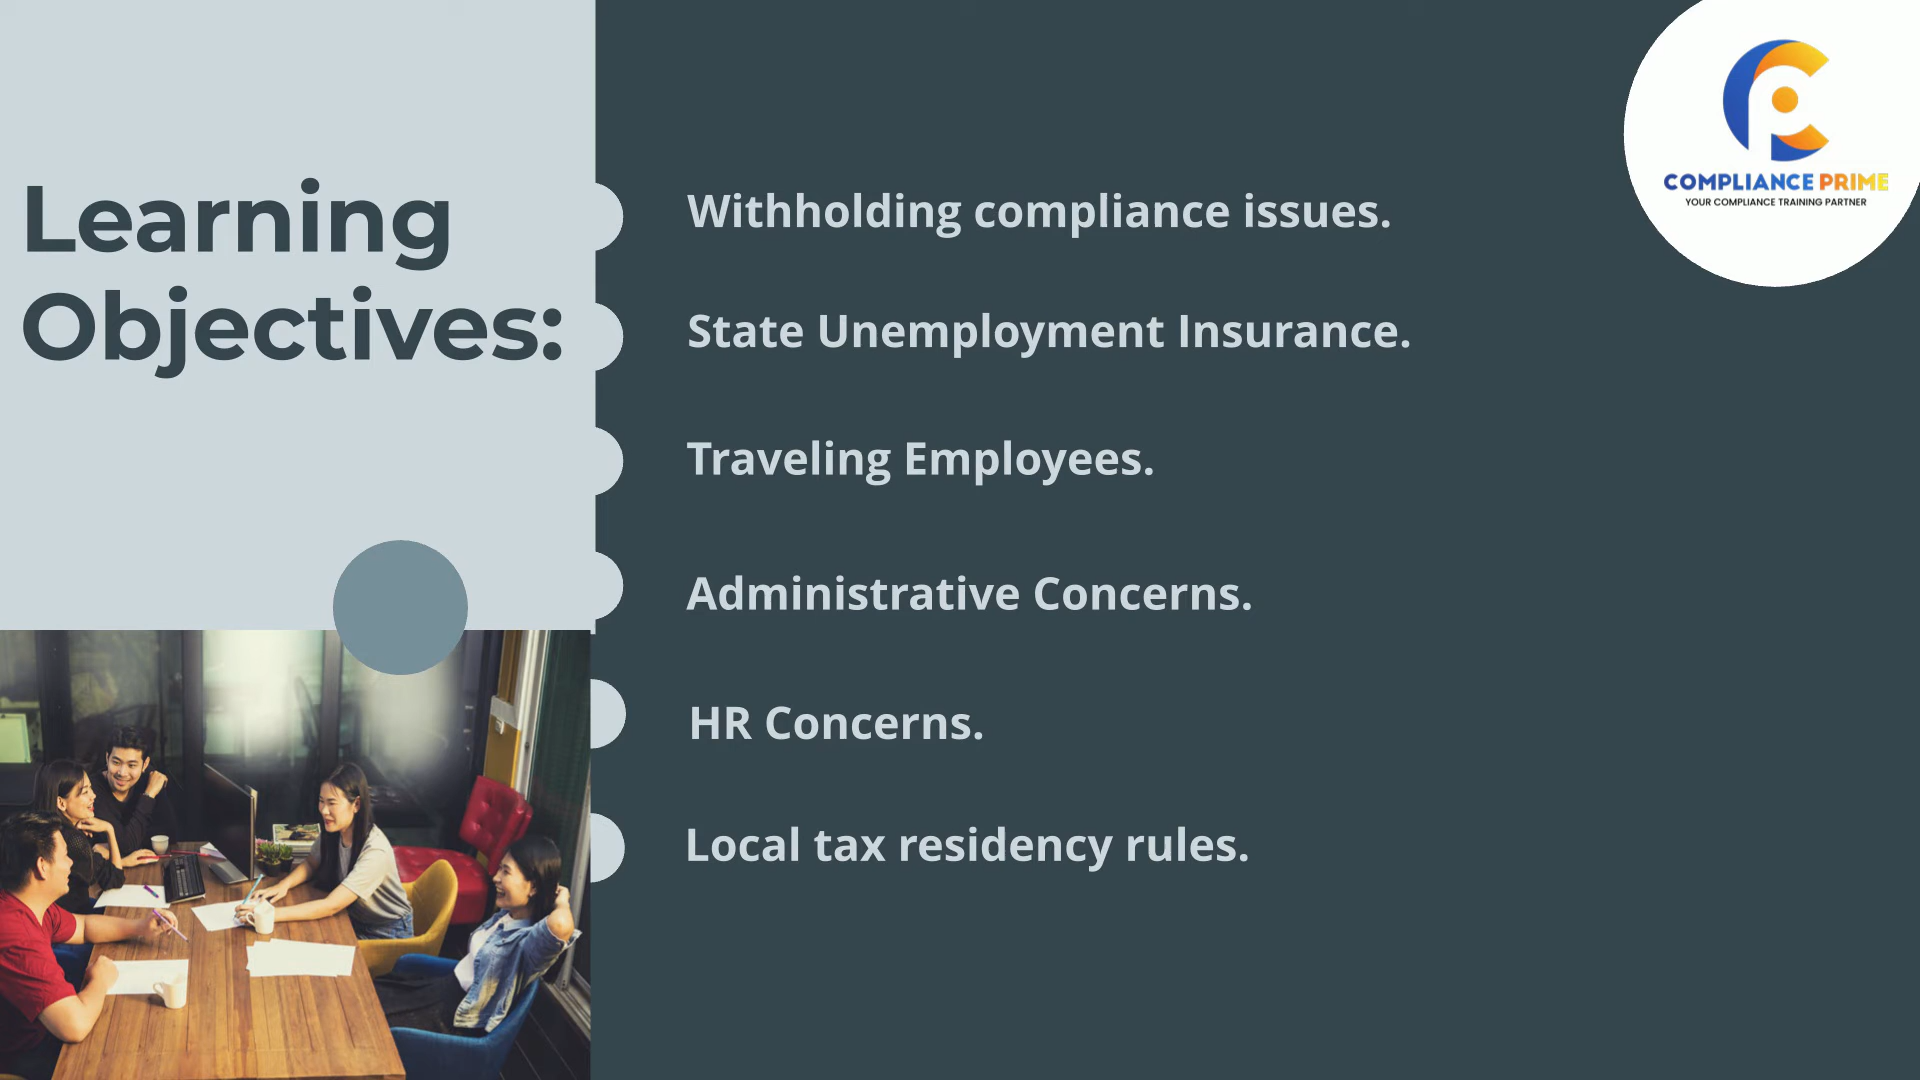 Learning
Objectives:
Withholding compliance issues.
State Unemployment Insurance.
Traveling Employees.
Administrative Concerns.
HR Concerns.
Local tax residency rules.
COMPLIANCE PRIME
YOUR COMPLIANCE TRAINING PARTNER